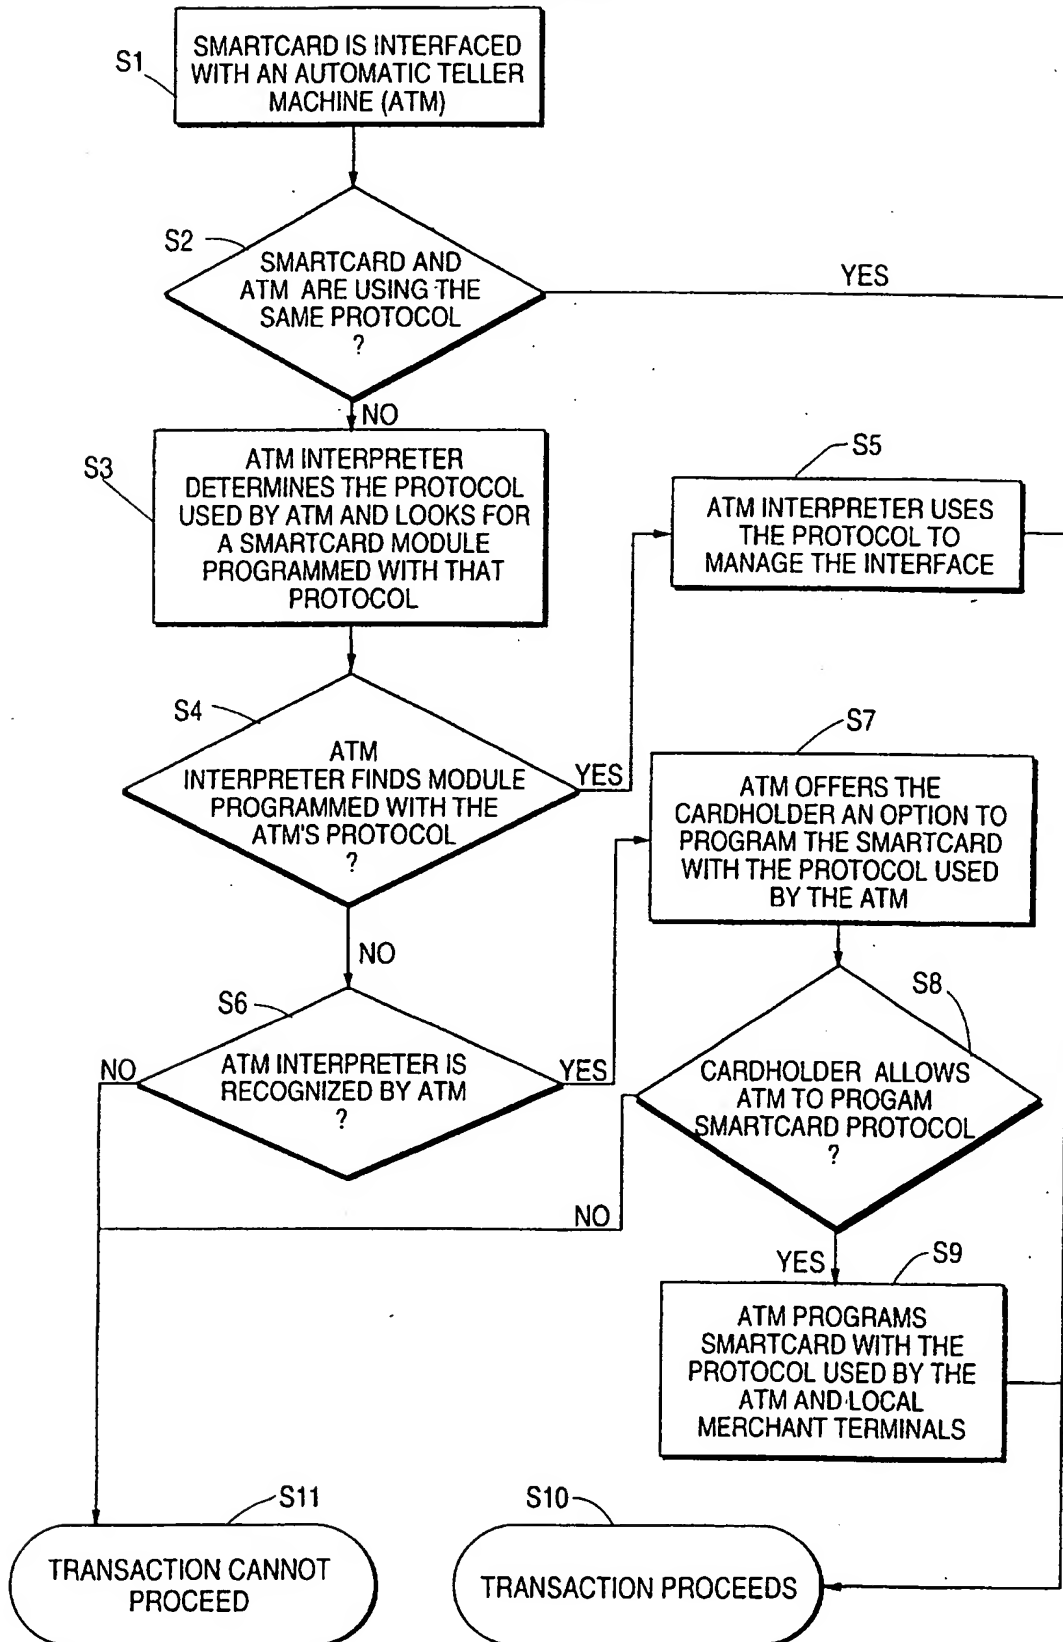 S1
SMARTCARD IS INTERFACED
WITH AN AUTOMATIC TELLER
MACHINE (ATM)
S2
SMARTCARD AND
ATM ARE USING THE
SAME PROTOCOL
?
YES
NO
S3
ATM INTERPRETER
DETERMINES THE PROTOCOL
USED BY ATM AND LOOKS FOR
A SMARTCARD MODULE
PROGRAMMED WITH THAT
PROTOCOL
S5
ATM INTERPRETER USES
THE PROTOCOL TO
MANAGE THE INTERFACE
S4
ATM
INTERPRETER FINDS MODULE
PROGRAMMED WITH THE
ATM'S PROTOCOL
?
YES
NO
S7
ATM OFFERS THE
CARDHOLDER AN OPTION TO
PROGRAM THE SMARTCARD
WITH THE PROTOCOL USED
BY THE ATM
S6
NO
ATM INTERPRETER IS
RECOGNIZED BY ATM
?
YES
S8
CARDHOLDER ALLOWS
ATM TO PROGAM
SMARTCARD PROTOCOL
?
NO
YES
S9
ATM PROGRAMS
SMARTCARD WITH THE
PROTOCOL USED BY THE
ATM AND LOCAL
MERCHANT TERMINALS
S11
TRANSACTION CANNOT
PROCEED
S10
TRANSACTION PROCEEDS